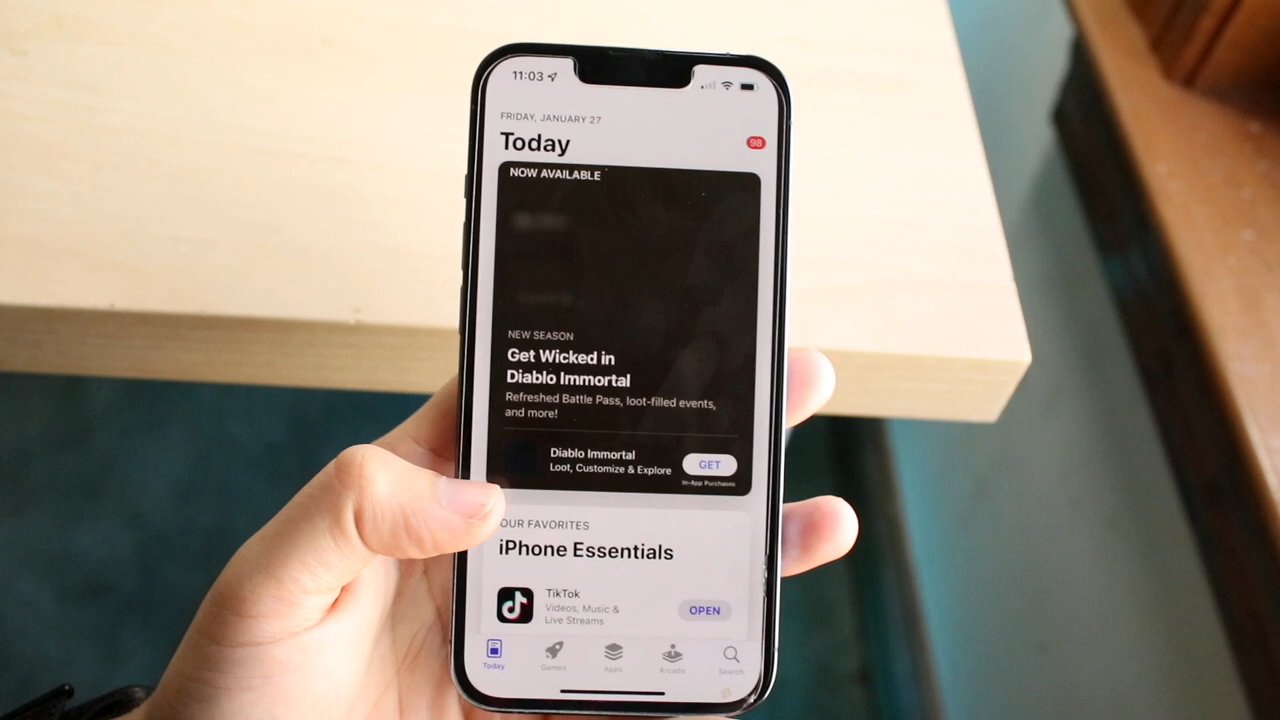 11:03
FRIDAY, JANUARY 27
Today
98
NOW AVAILABLE
NEW SEASON
Get Wicked in
Diablo Immortal
Refreshed Battle Pass, loot-filled events,
and more!
Diablo Immortal
Loot, Customize & Explore
GET
In-App Purchases
OUR FAVORITES
iPhone Essentials
TikTok
Videos, Music &
Live Streams
OPEN
Today
Games
Apps
Arcade
Search